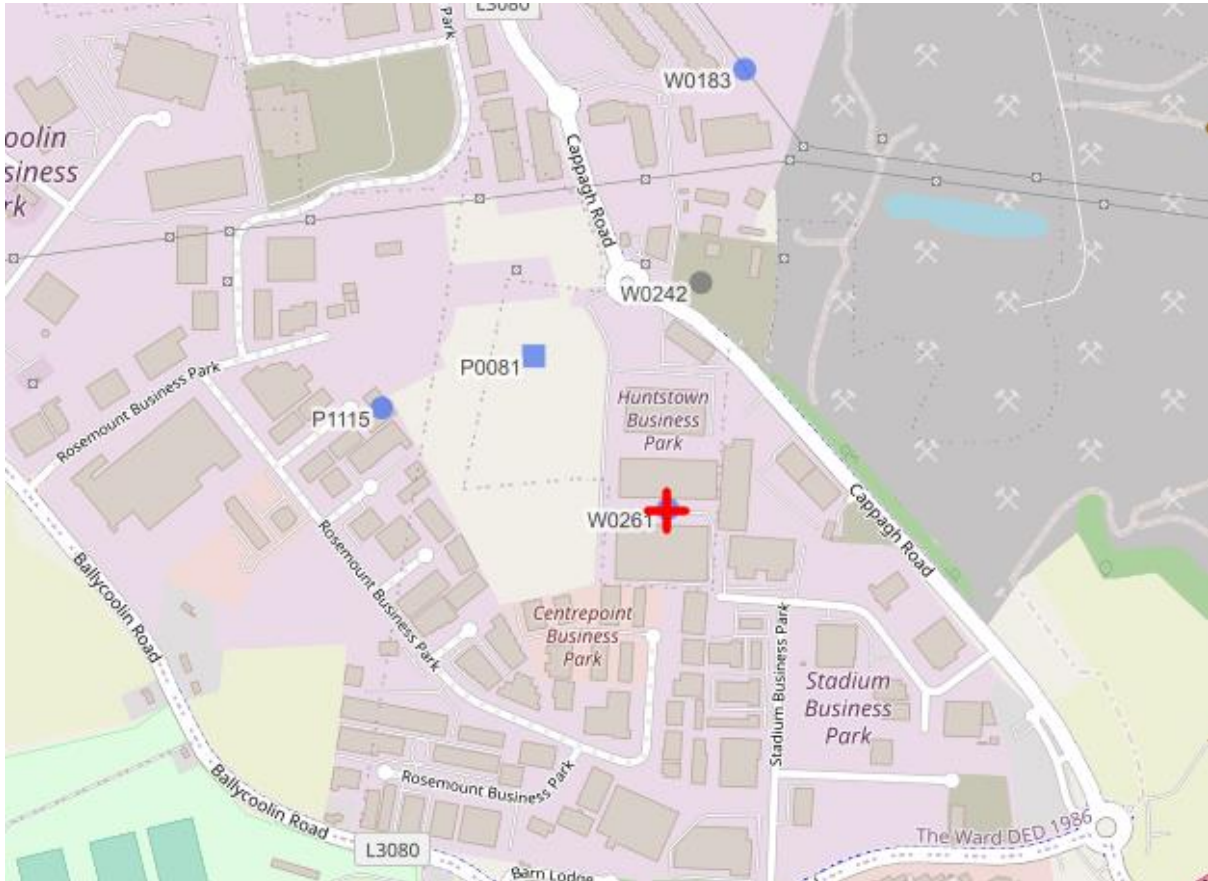 L3080
Park
W0183
oolin
siness
rk
Cappagh Road
W0242
P0081
Rosemount Business Park
P1115
Huntstown
Business
Park
W0261
Cappagh Road
Rosemount Business Park
Ballycoolin Road
Centrepoint
Business
Park
Stadium Business Park
Stadium
Business
Park
Ballycoolin Road
Rosemount Business Park
The Ward DED 1986
L3080
Barn Lodge